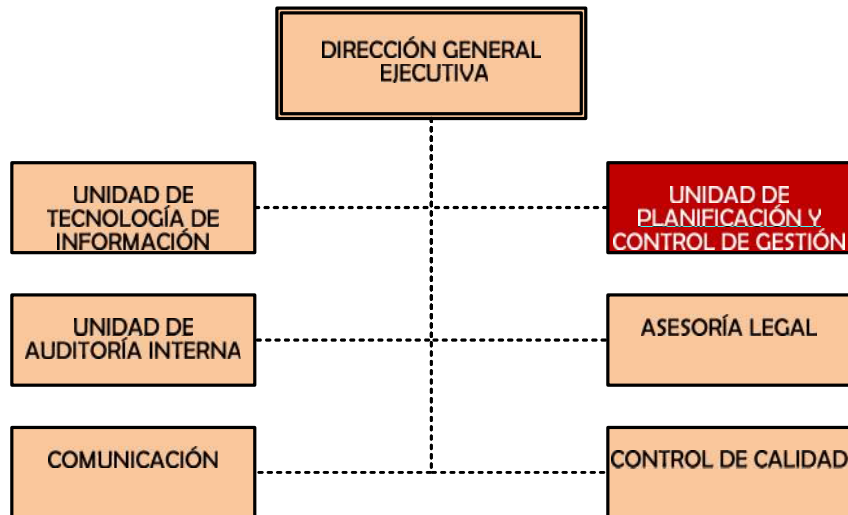 DIRECCIÓN GENERAL
EJECUTIVA
UNIDAD DE
TECNOLOGÍA DE
INFORMACIÓN
UNIDAD DE
PLANIFICACIÓN Y
CONTROL DE GESTIÓN
UNIDAD DE
AUDITORÍA INTERNA
ASESORÍA LEGAL
COMUNICACIÓN
CONTROL DE CALIDAD